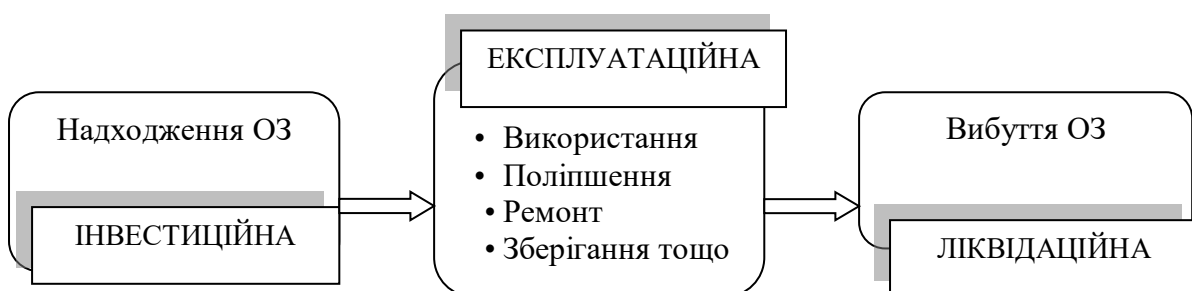 Надходження ОЗ
ІНВЕСТИЦІЙНА
ЕКСПЛУАТАЦІЙНА
• Використання
• Поліпшення
• Ремонт
• Зберігання тощо
Вибуття ОЗ
ЛІКВІДАЦІЙНА